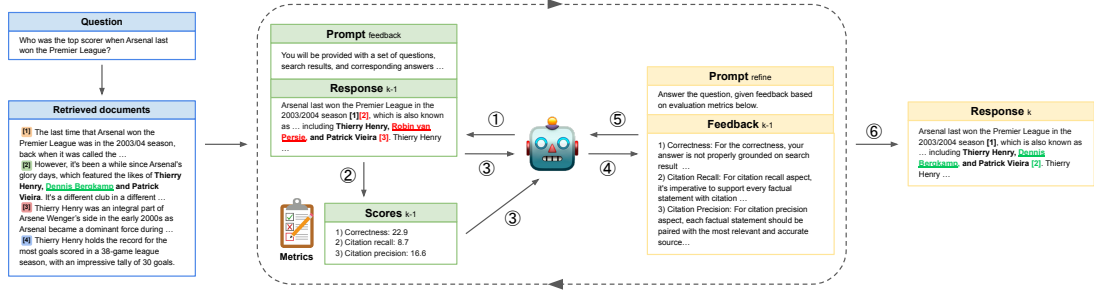 Question
Who was the top scorer when Arsenal last
won the Premier League?
Retrieved documents
[1] The last time that Arsenal won the
Premier League was in the 2003/04 season,
back when it was called the …
[2] However, it's been a while since Arsenal's
glory days, which featured the likes of Thierry
Henry, Dennis Bergkamp and Patrick
Vieira. It's a different club in a different …
[3] Thierry Henry was an integral part of
Arsene Wenger's side in the early 2000s as
Arsenal became a dominant force during …
[4] Thierry Henry holds the record for the
most goals scored in a 38-game league
season, with an impressive tally of 30 goals.
Prompt feedback
You will be provided with a set of questions,
search results, and corresponding answers …
Response k-1
Arsenal last won the Premier League in the
2003/2004 season [1][2], which is also known
as … including Thierry Henry, Robin van
Persie, and Patrick Vieira [3]. Thierry Henry
…
②
Metrics
Scores k-1
1) Correctness: 22.9
2) Citation recall: 8.7
3) Citation precision: 16.6
①
③
③
⑤
④
Prompt refine
Answer the question, given feedback based
on evaluation metrics below.
Feedback k-1
1) Correctness: For the correctness, your
answer is not properly grounded on search
result …
2) Citation Recall: For citation recall aspect,
it's imperative to support every factual
statement with citation …
3) Citation Precision: For citation precision
aspect, each factual statement should be
paired with the most relevant and accurate
source…
⑥
Response k
Arsenal last won the Premier League in the
2003/2004 season [1], which is also known as
… including Thierry Henry, Dennis
Bergkamp, and Patrick Vieira [2]. Thierry
Henry …